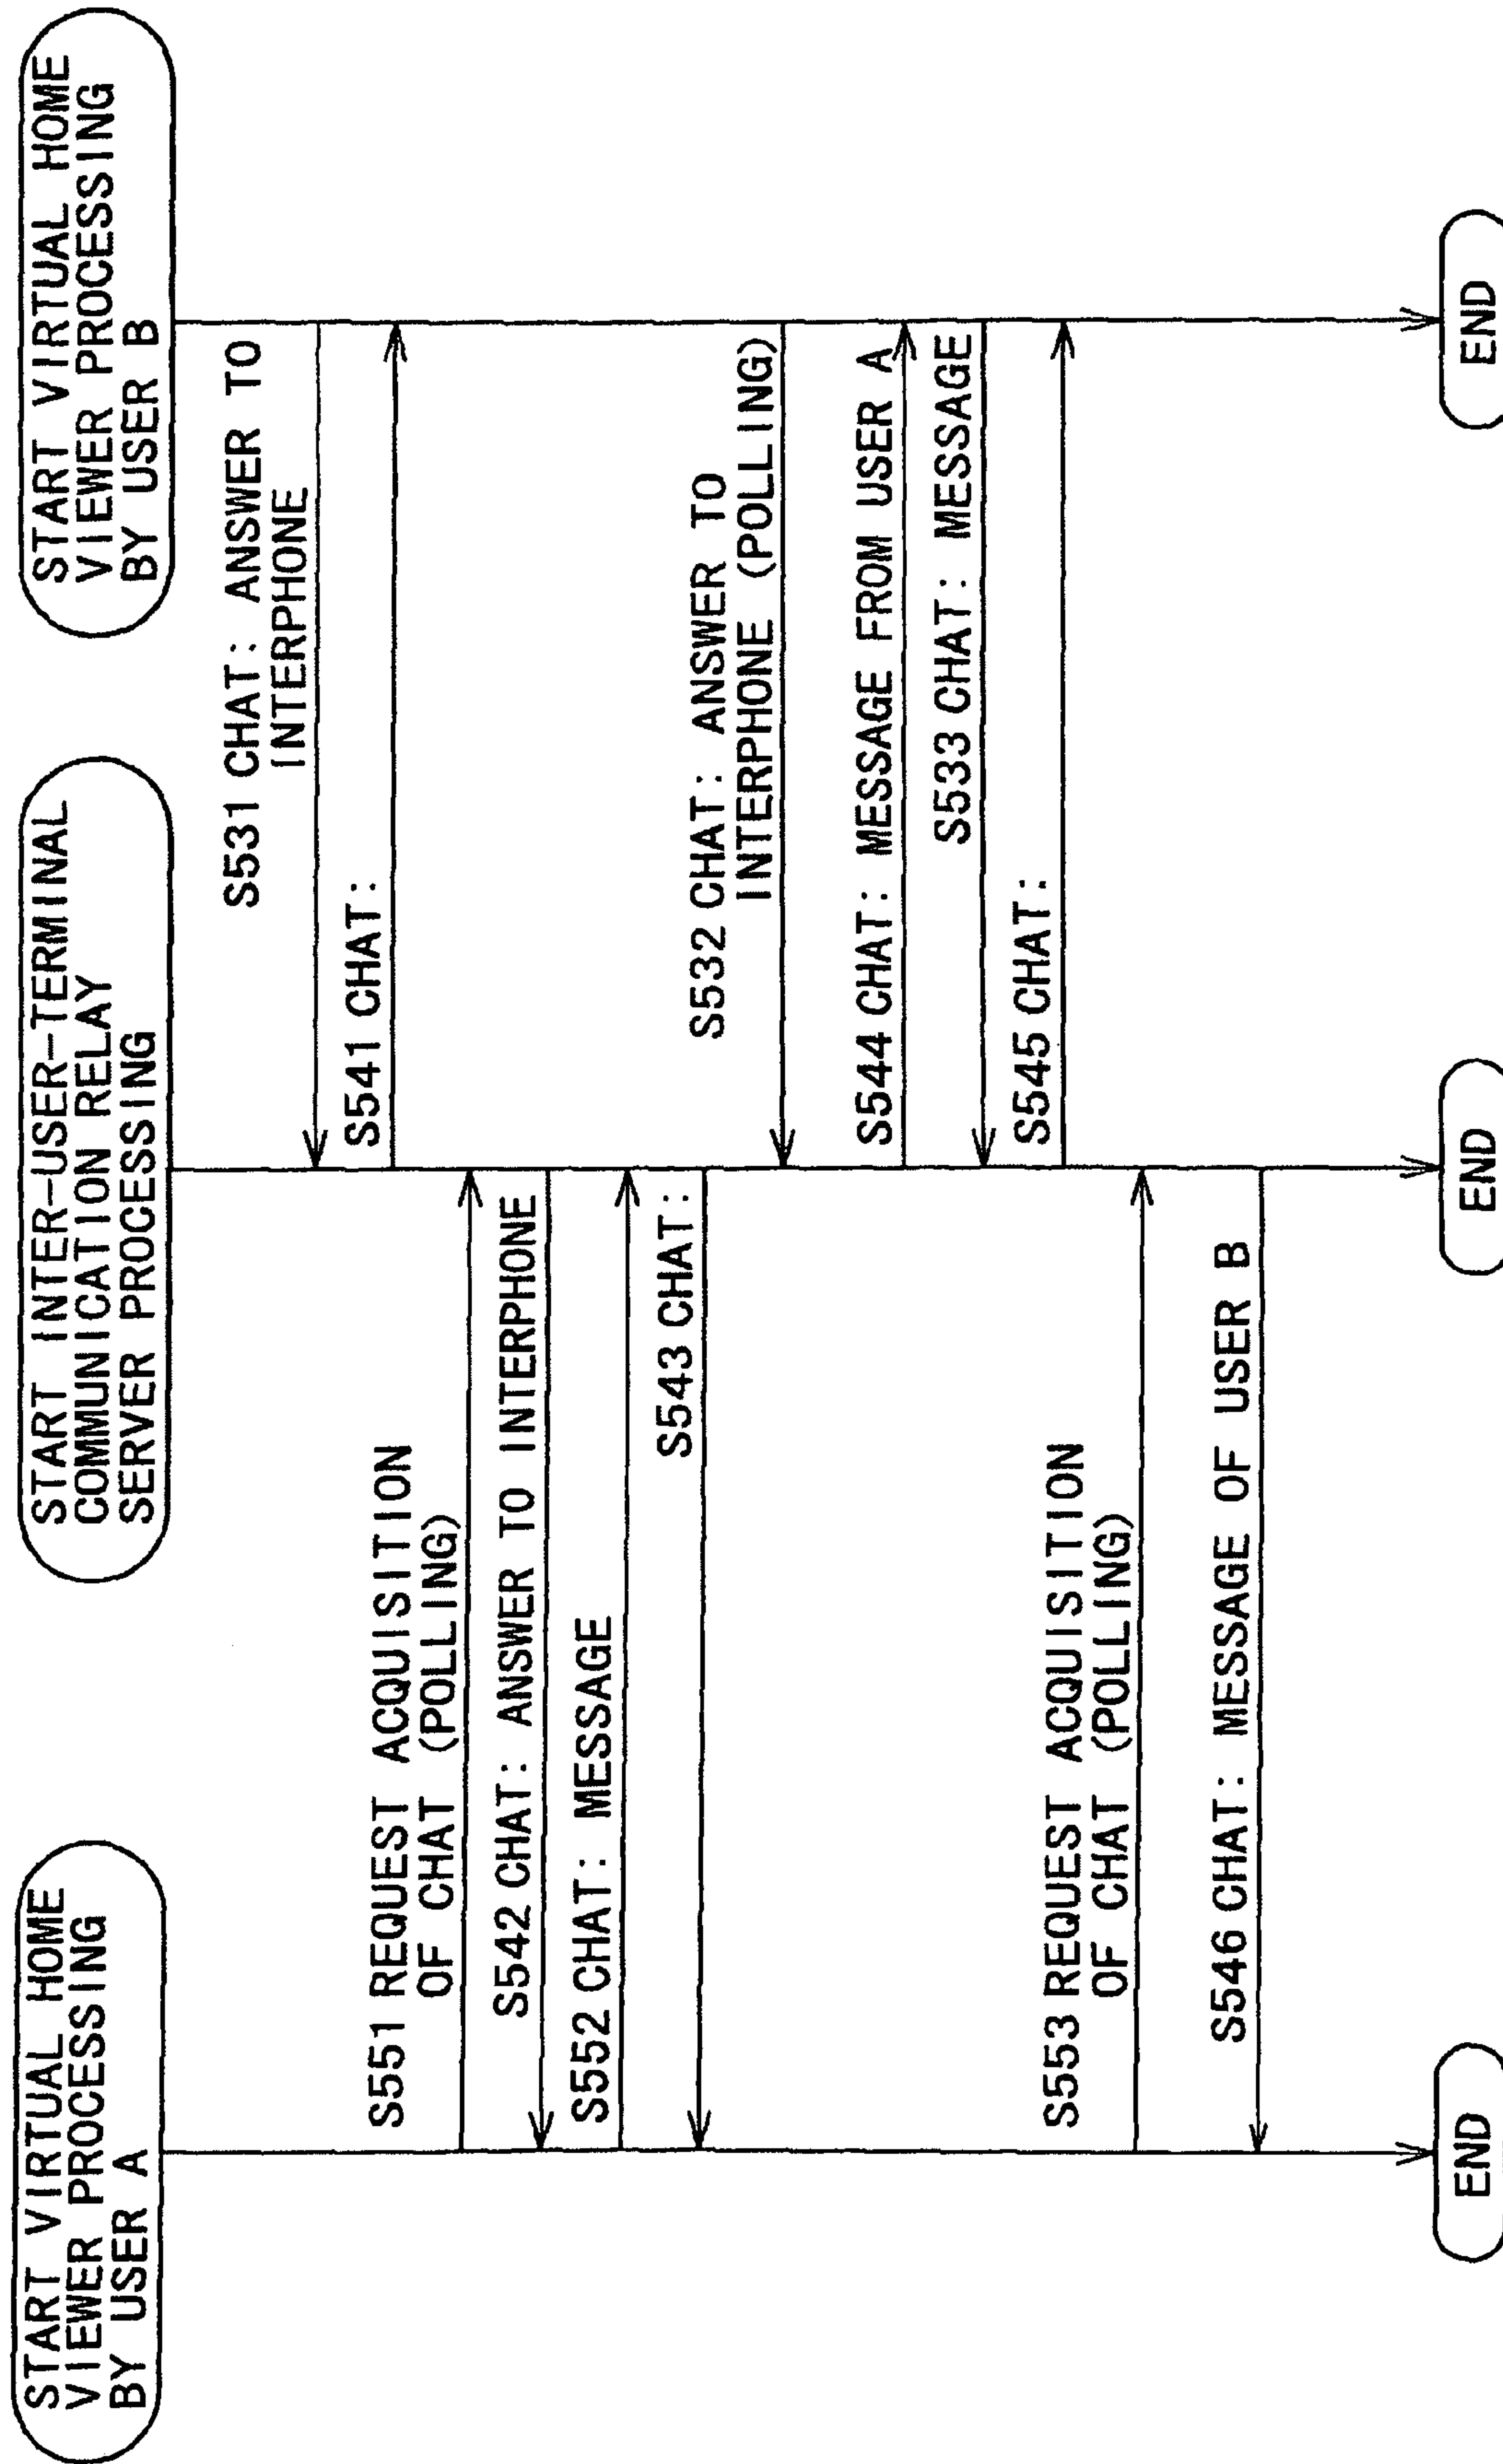 START VIRTUAL HOME
VIEWER PROCESSING
BY USER A
START INTER-USER-TERMINAL
COMMUNICATION RELAY
SERVER PROCESSING
START VIRTUAL HOME
VIEWER PROCESSING
BY USER B
S531 CHAT: ANSWER TO
INTERPHONE
S541 CHAT:
S551 REQUEST ACQUISITION
OF CHAT (POLLING)
S542 CHAT: ANSWER TO INTERPHONE
S552 CHAT: MESSAGE
S543 CHAT:
S532 CHAT: ANSWER TO
INTERPHONE (POLLING)
S544 CHAT: MESSAGE FROM USER A
S533 CHAT: MESSAGE
S545 CHAT:
S553 REQUEST ACQUISITION
OF CHAT (POLLING)
S546 CHAT: MESSAGE OF USER B
END
END
END